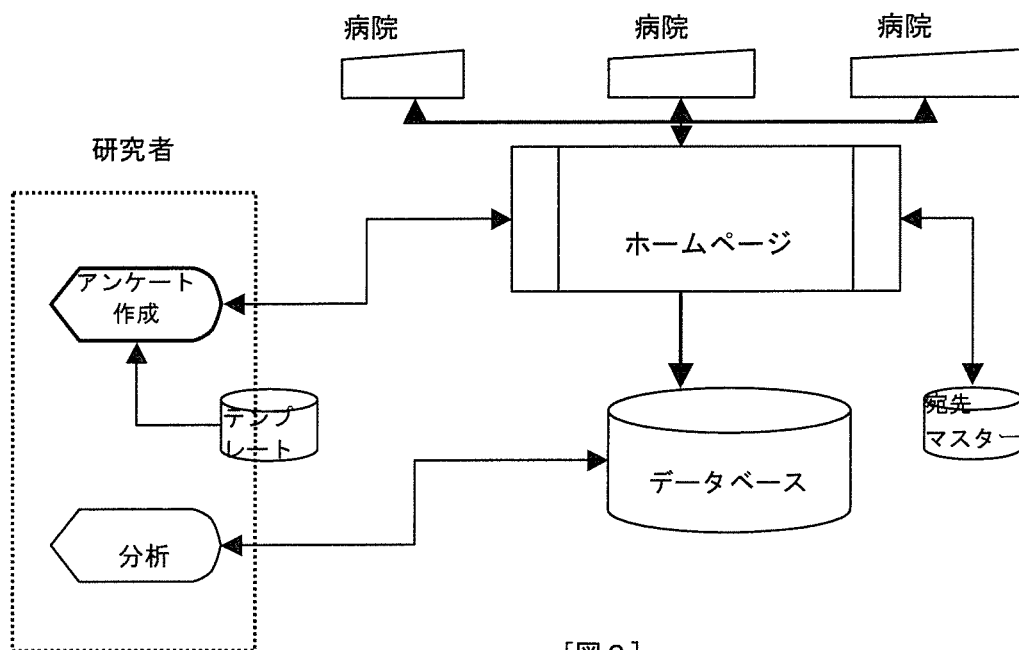 病院
病院
病院
研究者
ホームページ
アンケート
作成
テンプ
レート
宛先
マスター
データベース
分析